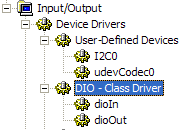 Input/Output
Device Drivers
User-Defined Devices
I2C0
udevCodec0
DIO - Class Driver
dioIn
dioOut